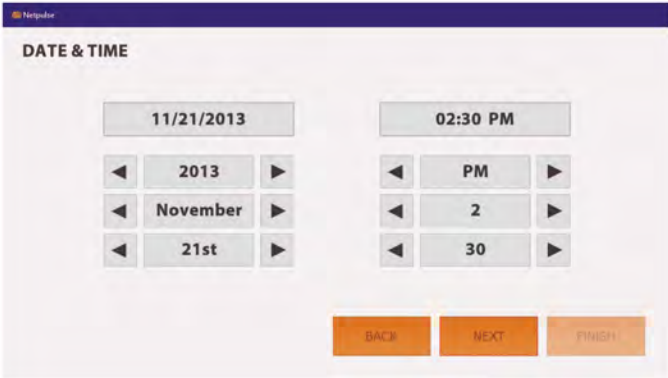 Netpulse
DATE & TIME
11/21/2013
02:30 PM
2013
PM
November
2
21st
30
BACK
NEXT
FINISH